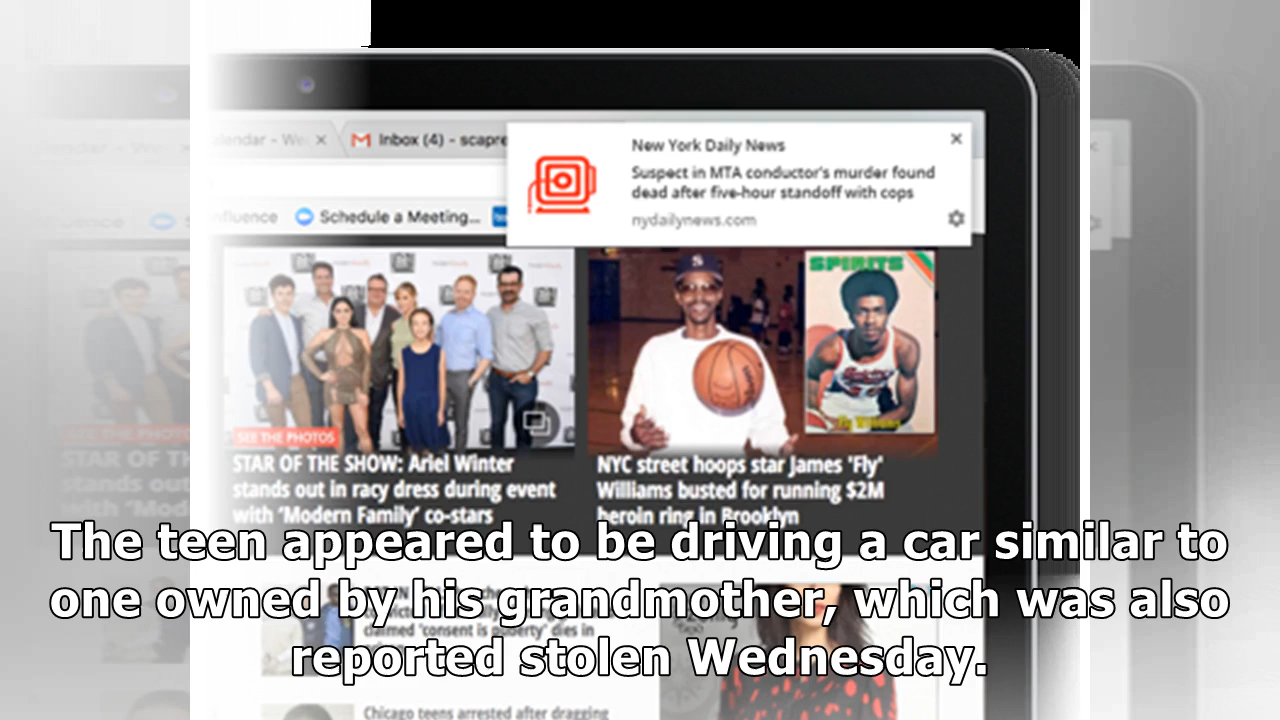 Inbox (4) - scapre
New York Daily News
Suspect in MTA conductor's murder found
dead after five-hour standoff with cops
nydailynews.com
Schedule a Meeting...
SPIRITS
SEE THE PHOTOS
STAR OF THE SHOW: Ariel Winter
stands out in racy dress during event
with 'Modern Family' co-stars
NYC street hoops star James 'Fly'
Williams busted for running $2M
heroin ring in Brooklyn
The teen appeared to be driving a car similar to
one owned by his grandmother, which was also
reported stolen Wednesday.
claimed 'consent is puberty' dies in
Chicago teens arrested after dragging